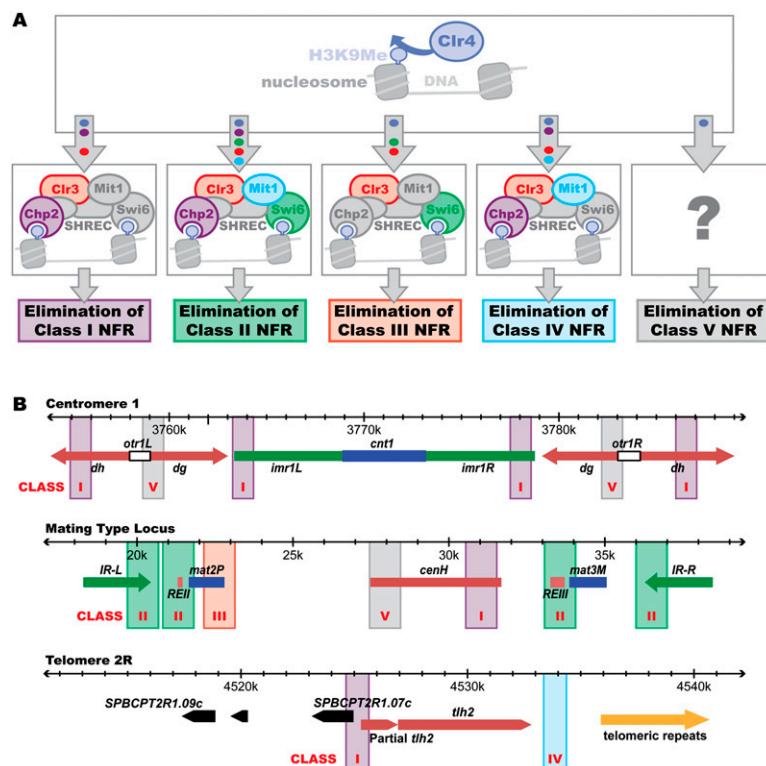 A
Clr4
H3K9Me
nucleosome
DNA
Clr3 Mit1
Chp2 Swi6
SHREC
Clr3 Mit1
Chp2 Swi6
SHREC
Clr3 Mit1
Chp2 Swi6
SHREC
Clr3 Mit1
Chp2 Swi6
SHREC
?
Elimination of
Class I NFR
Elimination of
Class II NFR
Elimination of
Class III NFR
Elimination of
Class IV NFR
Elimination of
Class V NFR
B
Centromere 1
3760k 3770k 3780k
otr1L cnt1 otr1R
dh dg imr1L imr1R dg dh
CLASS I V I I V I
Mating Type Locus
20k 25k 30k 35k
IR-L mat2P cenH mat3M IR-R
REII REIII
CLASS II II III V I II II
Telomere 2R
4520k 4530k 4540k
SPBCPT2R1.09c SPBCPT2R1.07c tlh2
Partial tlh2 telomeric repeats
CLASS I IV